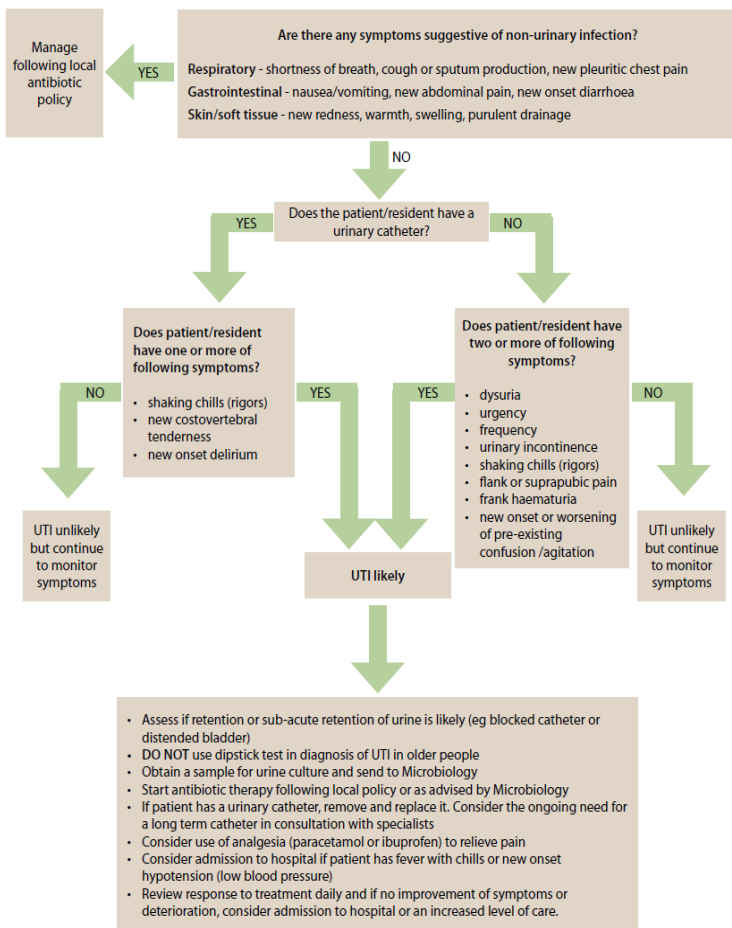 Manage
following local
antibiotic
policy
YES
Are there any symptoms suggestive of non-urinary infection?
Respiratory - shortness of breath, cough or sputum production, new pleuritic chest pain
Gastrointestinal - nausea/vomiting, new abdominal pain, new onset diarrhoea
Skin/soft tissue - new redness, warmth, swelling, purulent drainage
NO
Does the patient/resident have a
urinary catheter?
YES
NO
Does patient/resident
have one or more of
following symptoms?
• shaking chills (rigors)
• new costovertebral
tenderness
• new onset delirium
NO
YES
Does patient/resident have
two or more of following
symptoms?
• dysuria
• urgency
• frequency
• urinary incontinence
• shaking chills (rigors)
• flank or suprapubic pain
• frank haematuria
• new onset or worsening
of pre-existing
confusion /agitation
YES
NO
UTI unlikely
but continue
to monitor
symptoms
UTI likely
UTI unlikely
but continue
to monitor
symptoms
• Assess if retention or sub-acute retention of urine is likely (eg blocked catheter or
distended bladder)
• DO NOT use dipstick test in diagnosis of UTI in older people
• Obtain a sample for urine culture and send to Microbiology
• Start antibiotic therapy following local policy or as advised by Microbiology
• If patient has a urinary catheter, remove and replace it. Consider the ongoing need for
a long term catheter in consultation with specialists
• Consider use of analgesia (paracetamol or ibuprofen) to relieve pain
• Consider admission to hospital if patient has fever with chills or new onset
hypotension (low blood pressure)
• Review response to treatment daily and if no improvement of symptoms or
deterioration, consider admission to hospital or an increased level of care.